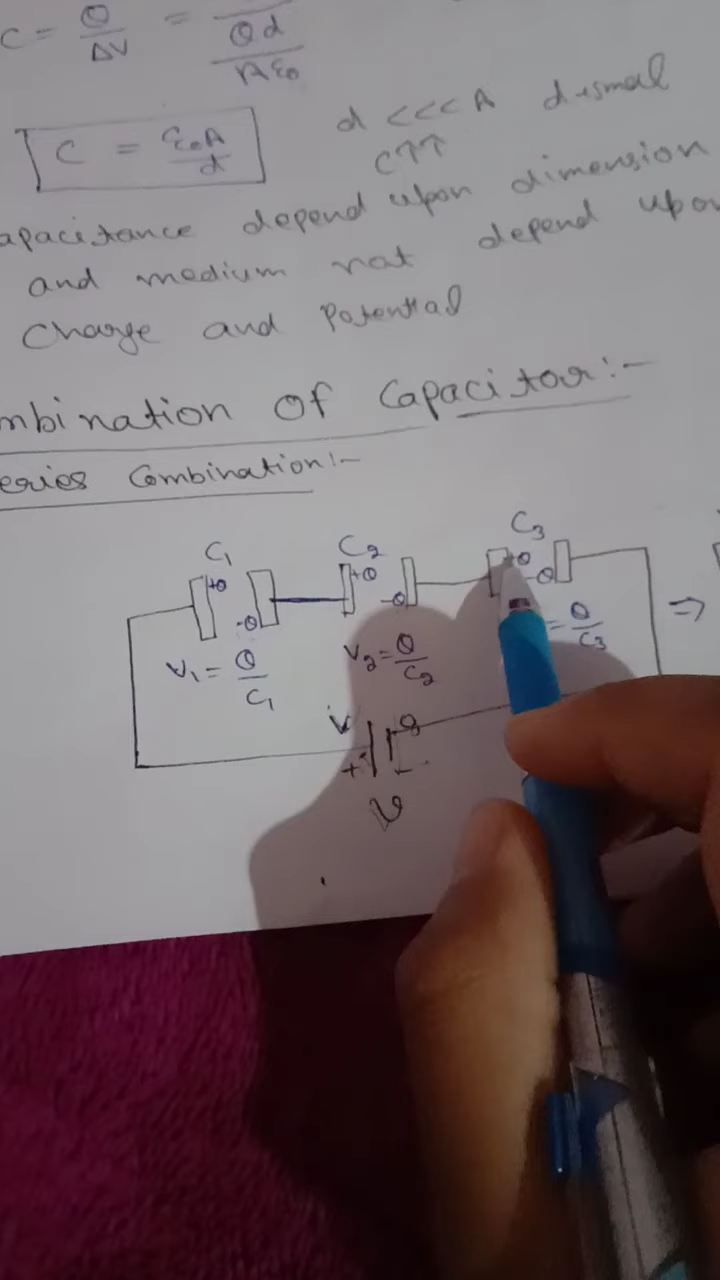 C = Q/ΔV = Qd/Aε₀
C = ε₀A/d
d <<< A d→small
C↑↑
apacitance depend upon dimension
and medium not depend upo
Charge and Potential
mbination Of Capacitor:-
eries Combination:-
C₁ C₂ C₃
+Q -Q +Q -Q +Q -Q
V₁ = Q/C₁ V₂ = Q/C₂ = Q/C₃ ⇒
+
V